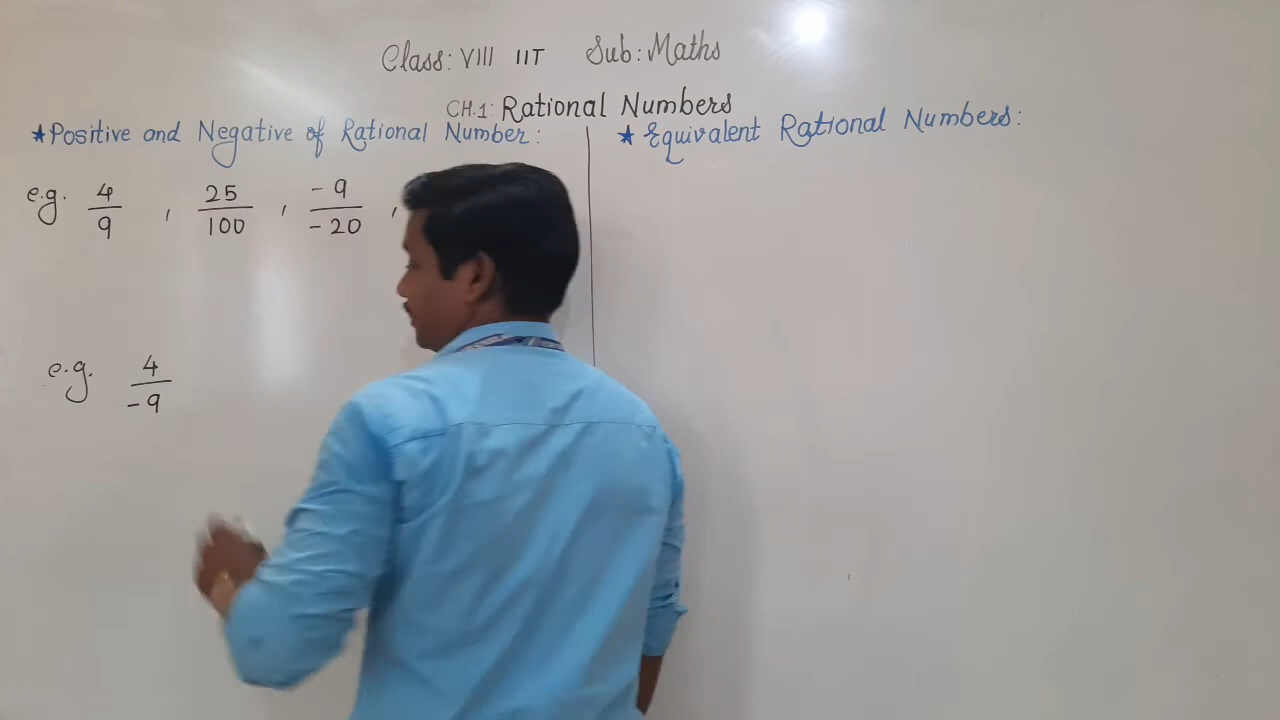 Class: VIII IIT Sub: Maths
CH.1: Rational Numbers
★Positive and Negative of Rational Number:
e.g. 4/9 , 25/100 , -9/-20 ,
e.g. 4/-9
★ Equivalent Rational Numbers: